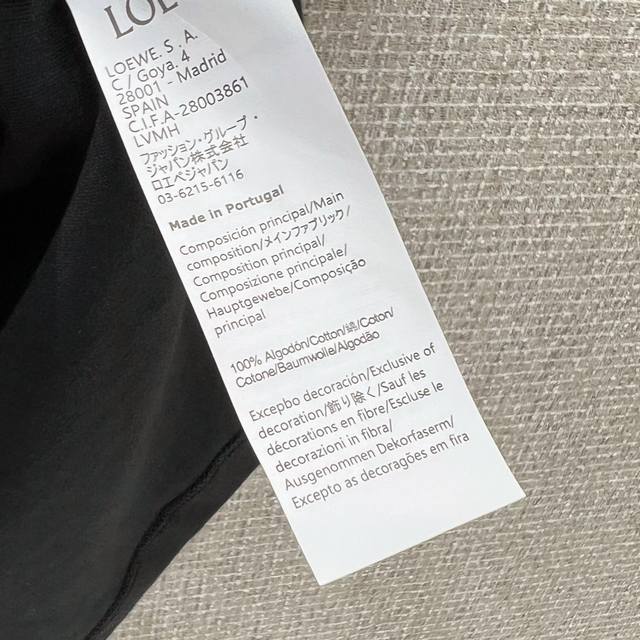 LOE
LOEWE. S . A.
C / Goya, 4
28001 - Madrid
SPAIN
C.I.F A-28003861
LVMH
ファッション・グループ・
ジャパン株式会社
ロエベジャパン
03-6215-6116
Made in Portugal
Composición principal/Main
composition/メインファブリック/
Composition principal/
Composizione principale/
Hauptgewebe/Composição
principal
100% Algodón/Cotton/綿/Coton/
Cotone/Baumwolle/Algodão
Excepbo decoración/Exclusive of
decoration/飾り除く/Sauf les
décorations en fibre/Escluse le
decorazioni in fibra/
Ausgenommen Dekorfaserm/
Excepto as decoragões em fira